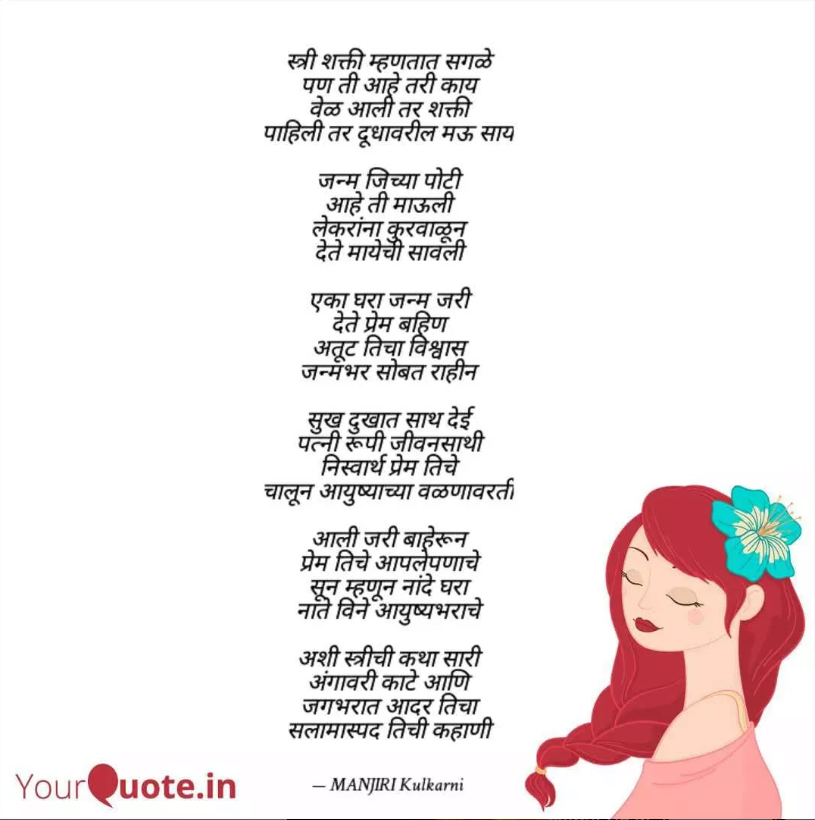 स्त्री शक्ती म्हणतात सगळे
पण ती आहे तरी काय
वेळ आली तर शक्ती
पाहिली तर दूधावरील मऊ साय
जन्म जिच्या पोटी
आहे ती माऊली
लेकरांना कुरवाळून
देते मायेची सावली
एका घरा जन्म जरी
देते प्रेम बहिण
अतूट तिचा विश्वास
जन्मभर सोबत राहीन
सुख दुखात साथ देई
पत्नी रूपी जीवनसाथी
निस्वार्थ प्रेम तिचे
चालून आयुष्याच्या वळणावरती
आली जरी बाहेरून
प्रेम तिचे आपलेपणाचे
सून म्हणून नांदे घरा
नाते विने आयुष्यभराचे
अशी स्त्रीची कथा सारी
अंगावरी काटे आणि
जगभरात आदर तिचा
सलामास्पद तिची कहाणी
— MANJIRI Kulkarni
YourQuote.in